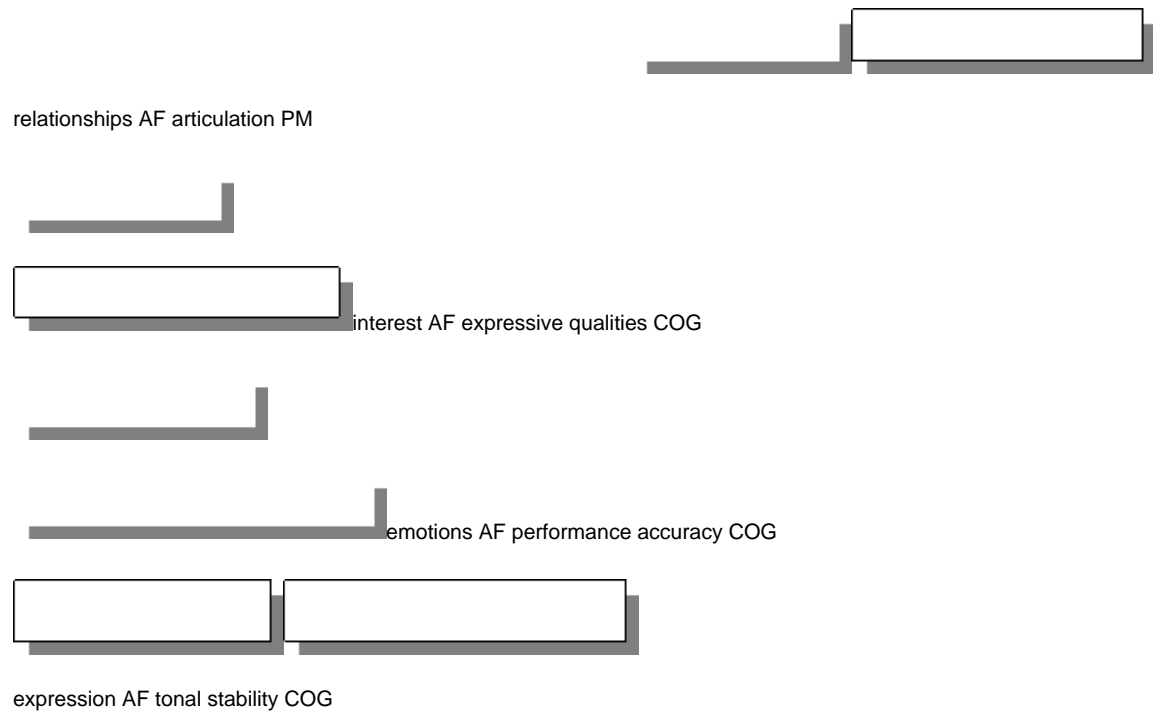 relationships AF articulation PM
interest AF expressive qualities COG
emotions AF performance accuracy COG
expression AF tonal stability COG